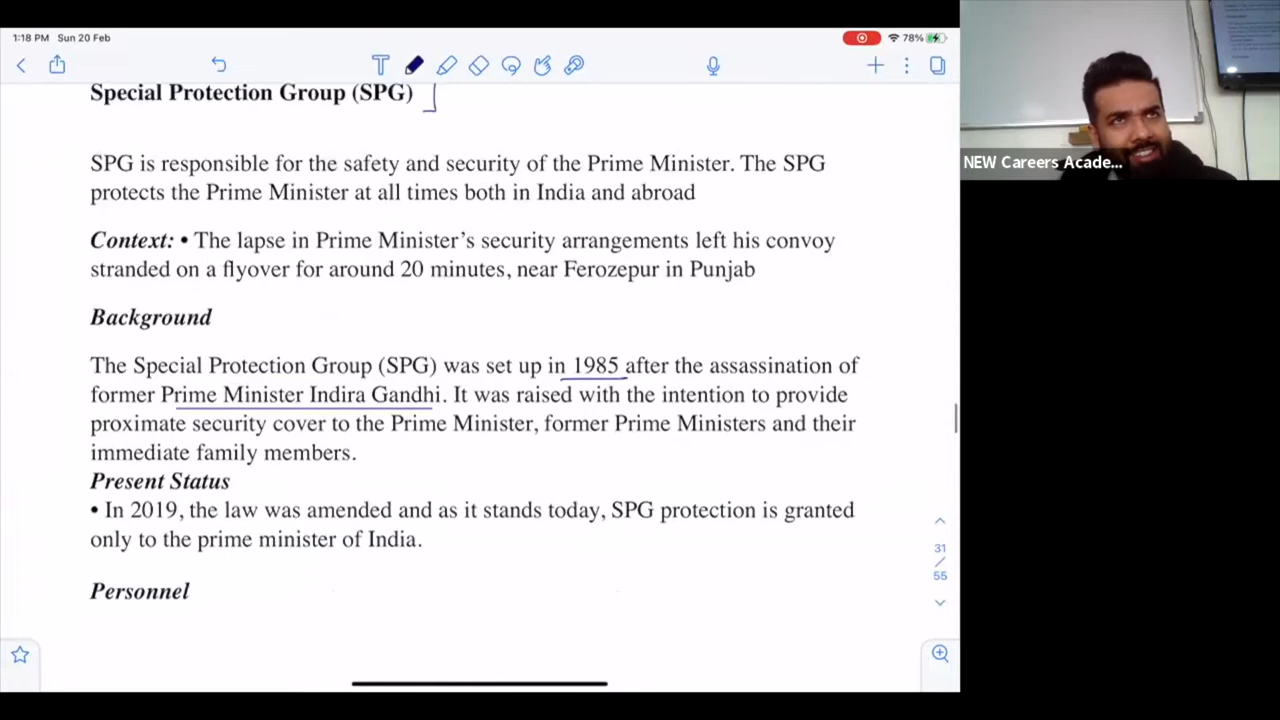 1:18 PM Sun 20 Feb
78%
Special Protection Group (SPG)
NEW Careers Acade...
SPG is responsible for the safety and security of the Prime Minister. The SPG
protects the Prime Minister at all times both in India and abroad
Context: • The lapse in Prime Minister’s security arrangements left his convoy
stranded on a flyover for around 20 minutes, near Ferozepur in Punjab
Background
The Special Protection Group (SPG) was set up in 1985 after the assassination of
former Prime Minister Indira Gandhi. It was raised with the intention to provide
proximate security cover to the Prime Minister, former Prime Ministers and their
immediate family members.
Present Status
• In 2019, the law was amended and as it stands today, SPG protection is granted
only to the prime minister of India.
31
/
55
Personnel